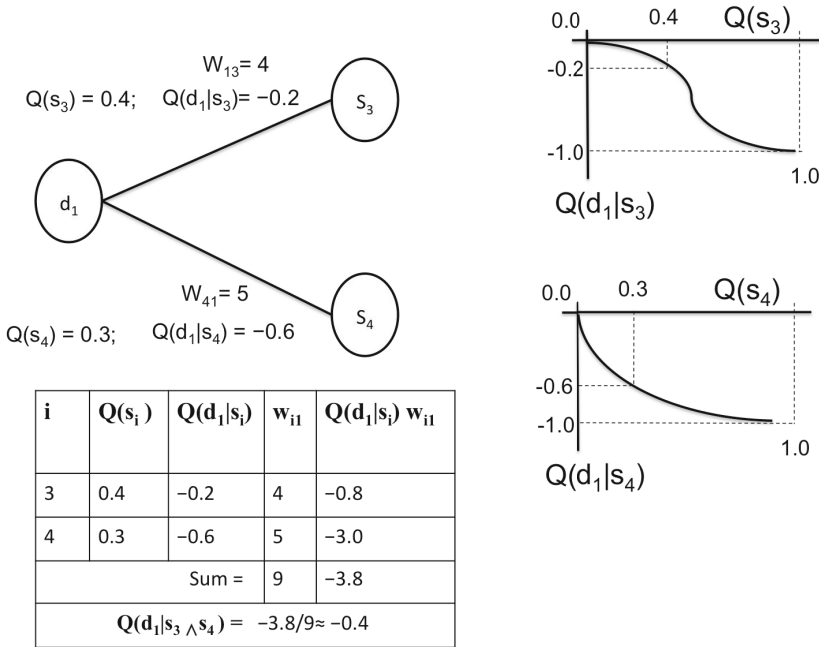 W₁₃= 4
Q(s₃) = 0.4; Q(d₁|s₃)= −0.2
S₃
d₁
W₄₁= 5
Q(s₄) = 0.3; Q(d₁|s₄) = −0.6
S₄
0.0 0.4 Q(s₃)
-0.2
-1.0
1.0
Q(d₁|s₃)
0.0 0.3 Q(s₄)
-0.6
-1.0
1.0
Q(d₁|s₄)
i Q(sᵢ ) Q(d₁|sᵢ) wᵢ₁ Q(d₁|sᵢ) wᵢ₁
3 0.4 −0.2 4 −0.8
4 0.3 −0.6 5 −3.0
Sum = 9 −3.8
Q(d₁|s₃ ∧ s₄) = −3.8/9≈ −0.4